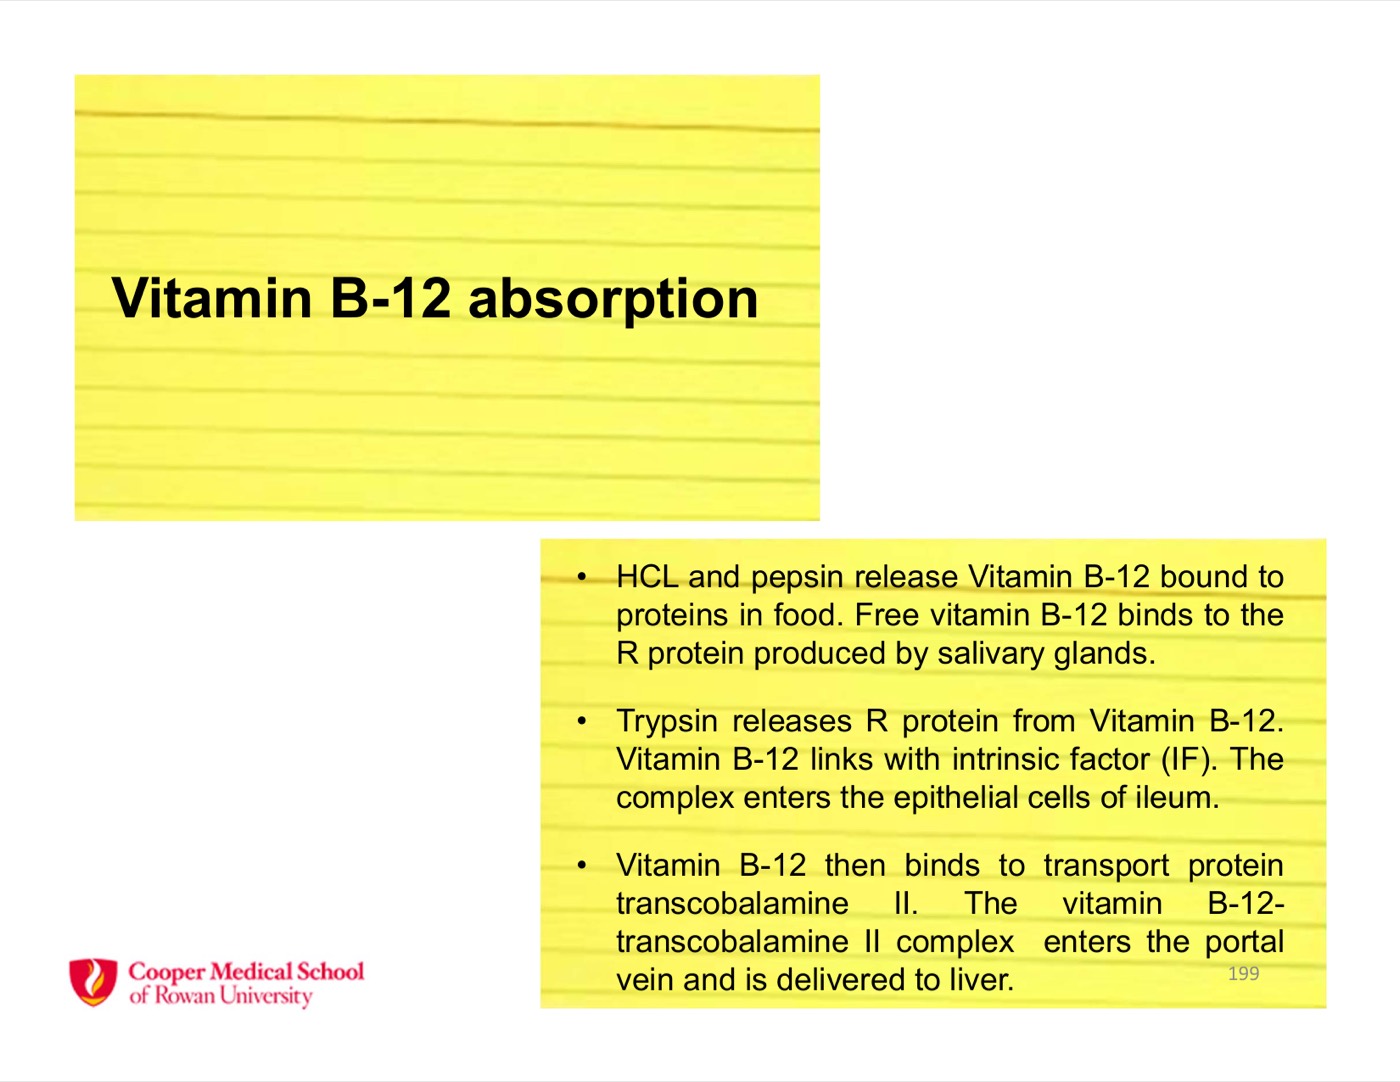 Vitamin B-12 absorption
• HCL and pepsin release Vitamin B-12 bound to
proteins in food. Free vitamin B-12 binds to the
R protein produced by salivary glands.
• Trypsin releases R protein from Vitamin B-12.
Vitamin B-12 links with intrinsic factor (IF). The
complex enters the epithelial cells of ileum.
• Vitamin B-12 then binds to transport protein
transcobalamine II. The vitamin B-12-
transcobalamine II complex enters the portal
vein and is delivered to liver.
199
Cooper Medical School
of Rowan University